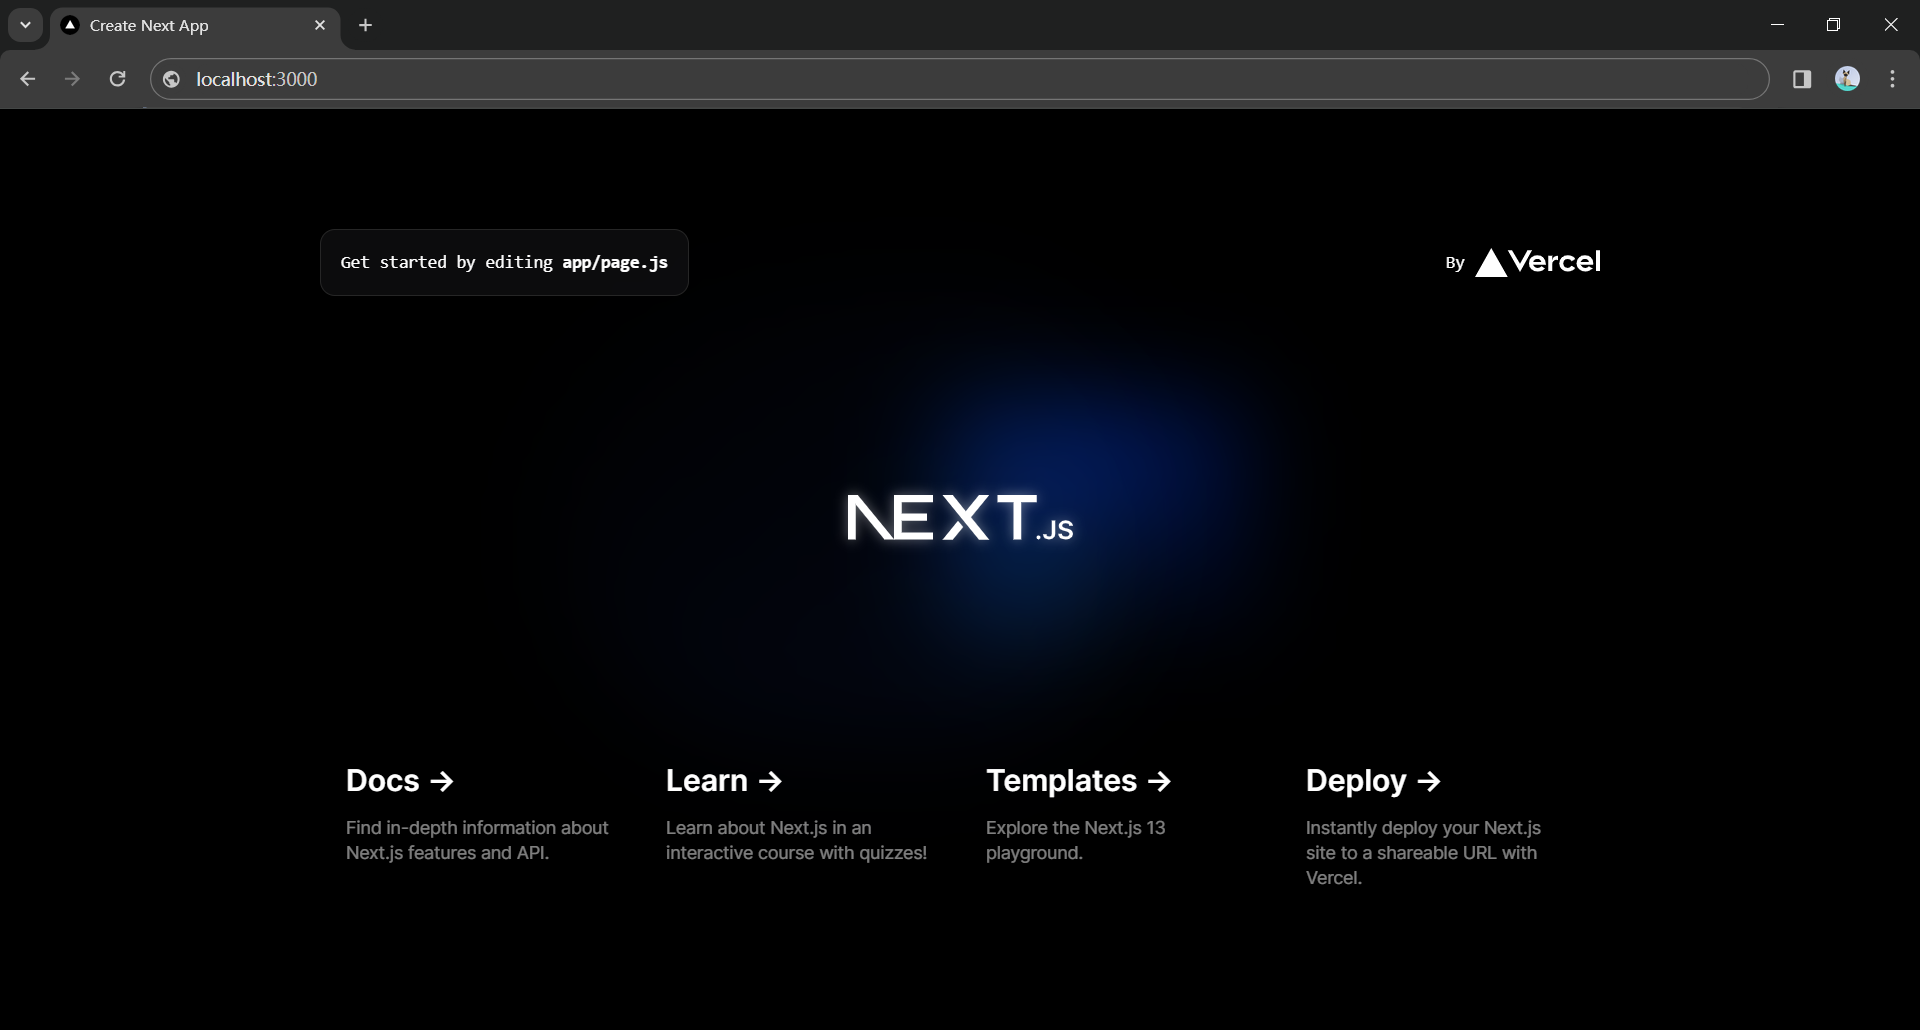 Create Next App
localhost:3000
Get started by editing app/page.js
By Vercel
NEXT.JS
Docs →
Find in-depth information about
Next.js features and API.
Learn →
Learn about Next.js in an
interactive course with quizzes!
Templates →
Explore the Next.js 13
playground.
Deploy →
Instantly deploy your Next.js
site to a shareable URL with
Vercel.